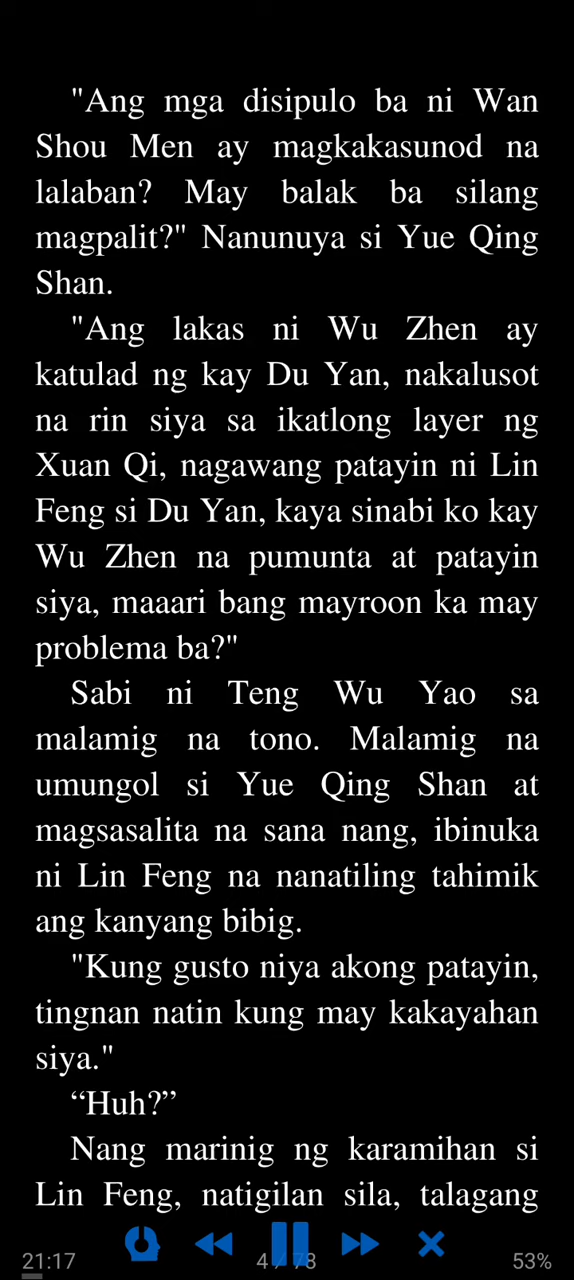 "Ang mga disipulo ba ni Wan
Shou Men ay magkakasunod na
lalaban? May balak ba silang
magpalit?" Nanunuya si Yue Qing
Shan.
"Ang lakas ni Wu Zhen ay
katulad ng kay Du Yan, nakalusot
na rin siya sa ikatlong layer ng
Xuan Qi, nagawang patayin ni Lin
Feng si Du Yan, kaya sinabi ko kay
Wu Zhen na pumunta at patayin
siya, maaari bang mayroon ka may
problema ba?"
Sabi ni Teng Wu Yao sa
malamig na tono. Malamig na
umungol si Yue Qing Shan at
magsasalita na sana nang, ibinuka
ni Lin Feng na nanatiling tahimik
ang kanyang bibig.
"Kung gusto niya akong patayin,
tingnan natin kung may kakayahan
siya."
“Huh?”
Nang marinig ng karamihan si
Lin Feng, natigilan sila, talagang
21:17 4 / 78 53%